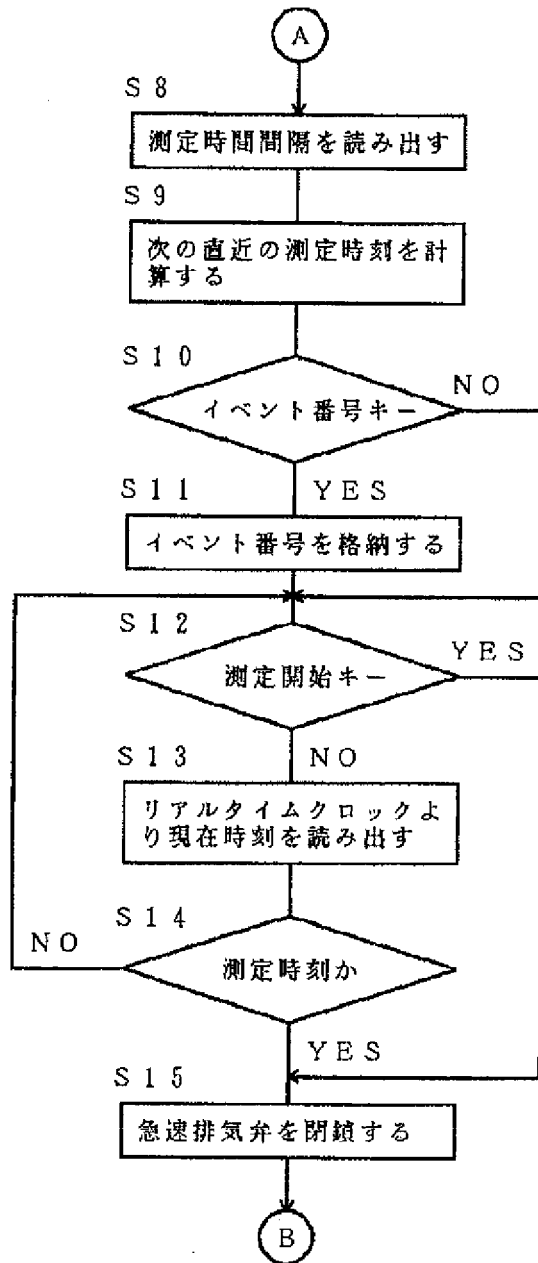 A
S8
測定時間間隔を読み出す
S9
次の直近の測定時刻を計
算する
S10
イベント番号キー
NO
S11
YES
イベント番号を格納する
S12
測定開始キー
YES
S13
NO
リアルタイムクロックよ
り現在時刻を読み出す
S14
NO
測定時刻か
YES
S15
急速排気弁を閉鎖する
B